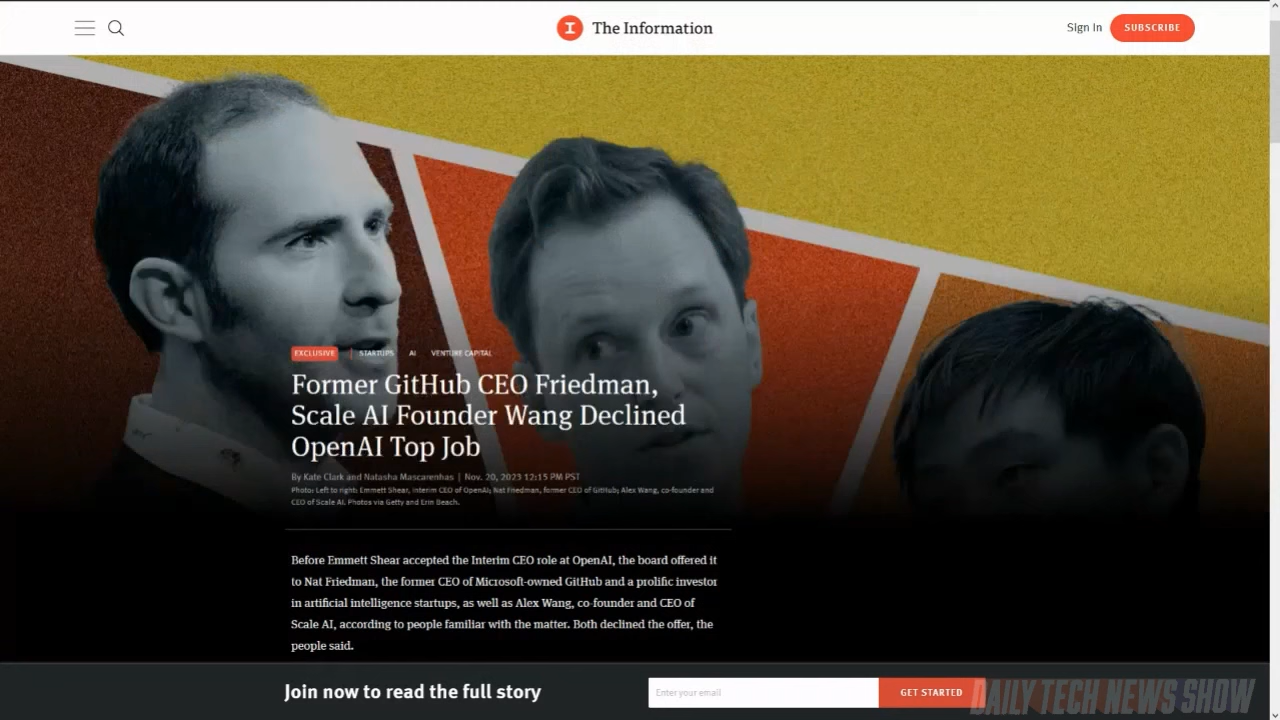 The Information
Sign In
SUBSCRIBE
EXCLUSIVE
STARTUPS AI VENTURE CAPITAL
Former GitHub CEO Friedman,
Scale AI Founder Wang Declined
OpenAI Top Job
By Kate Clark and Natasha Mascarenhas | Nov. 20, 2023 12:15 PM PST
Photo: Left to right: Emmett Shear, interim CEO of OpenAI; Nat Friedman, former CEO of GitHub; Alex Wang, co-founder and
CEO of Scale AI. Photos via Getty and Erin Beach.
Before Emmett Shear accepted the Interim CEO role at OpenAI, the board offered it
to Nat Friedman, the former CEO of Microsoft-owned GitHub and a prolific investor
in artificial intelligence startups, as well as Alex Wang, co-founder and CEO of
Scale AI, according to people familiar with the matter. Both declined the offer, the
people said.
Join now to read the full story
Enter your email
GET STARTED
DAILY TECH NEWS SHOW